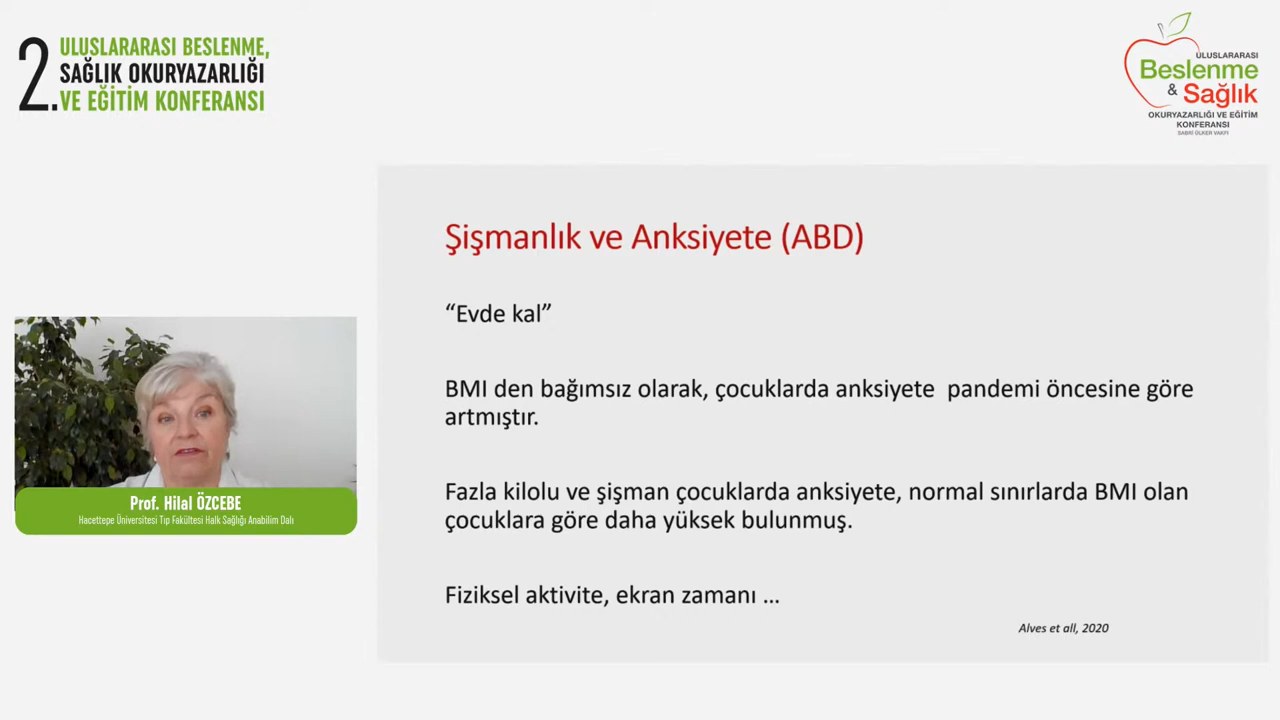 2.
ULUSLARARASI BESLENME,
SAĞLIK OKURYAZARLIĞI
VE EĞİTİM KONFERANSI
ULUSLARARASI
Beslenme
& Sağlık
OKURYAZARLIĞI VE EĞİTİM
KONFERANSI
SABRİ ÜLKER VAKFI
Şişmanlık ve Anksiyete (ABD)
“Evde kal”
BMI den bağımsız olarak, çocuklarda anksiyete pandemi öncesine göre
artmıştır.
Fazla kilolu ve şişman çocuklarda anksiyete, normal sınırlarda BMI olan
çocuklara göre daha yüksek bulunmuş.
Fiziksel aktivite, ekran zamanı ...
Alves et all, 2020
Prof. Hilal ÖZCEBE
Hacettepe Üniversitesi Tıp Fakültesi Halk Sağlığı Anabilim Dalı